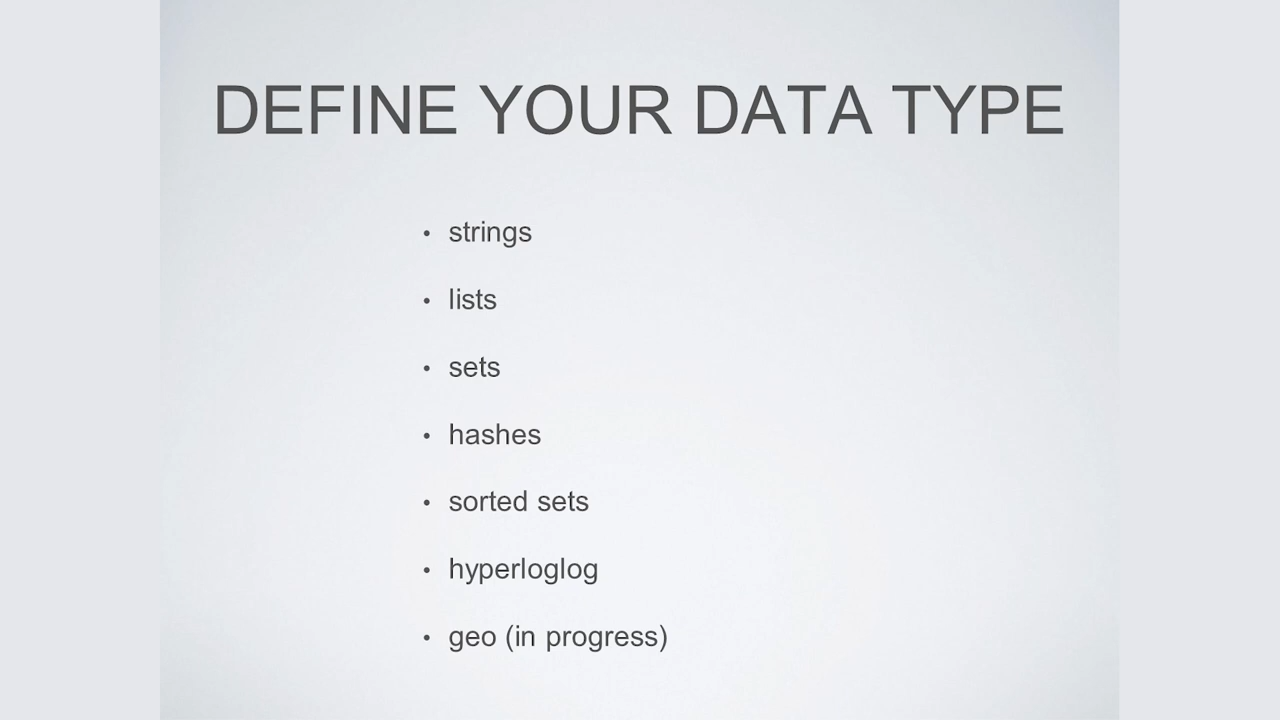 DEFINE YOUR DATA TYPE
• strings
• lists
• sets
• hashes
• sorted sets
• hyperloglog
• geo (in progress)